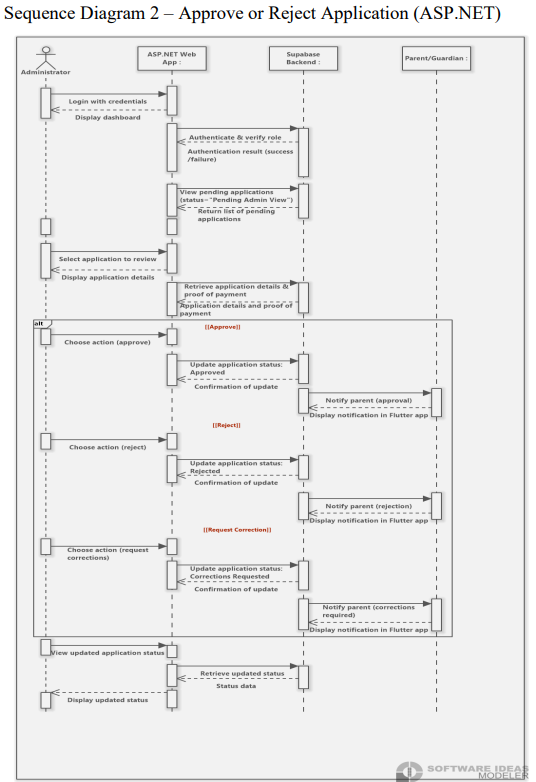 Sequence Diagram 2 – Approve or Reject Application (ASP.NET)
Administrator
ASP.NET Web
App :
Supabase
Backend :
Parent/Guardian :
Login with credentials
Display dashboard
Authenticate & verify role
Authentication result (success
/failure)
View pending applications
(status="Pending Admin View")
Return list of pending
applications
Select application to review
Display application details
Retrieve application details &
proof of payment
Application details and proof of
payment
alt
[[Approve]]
Choose action (approve)
Update application status:
Approved
Confirmation of update
Notify parent (approval)
Display notification in Flutter app
[[Reject]]
Choose action (reject)
Update application status:
Rejected
Confirmation of update
Notify parent (rejection)
Display notification in Flutter app
[[Request Correction]]
Choose action (request
corrections)
Update application status:
Corrections Requested
Confirmation of update
Notify parent (corrections
required)
Display notification in Flutter app
View updated application status
Retrieve updated status
Status data
Display updated status
SOFTWARE IDEAS
MODELER